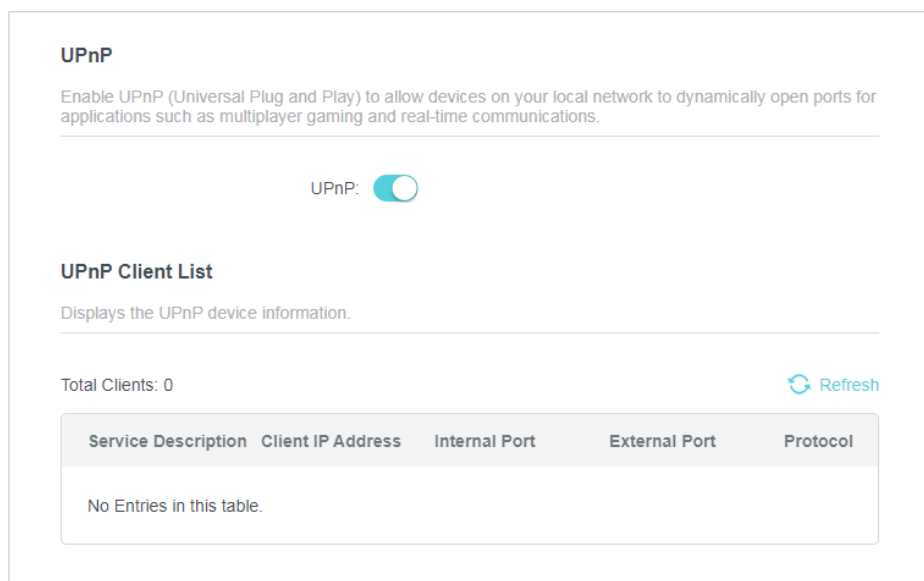 UPnP
Enable UPnP (Universal Plug and Play) to allow devices on your local network to dynamically open ports for
applications such as multiplayer gaming and real-time communications.
UPnP:
UPnP Client List
Displays the UPnP device information.
Total Clients: 0
Refresh
Service Description Client IP Address Internal Port External Port Protocol
No Entries in this table.